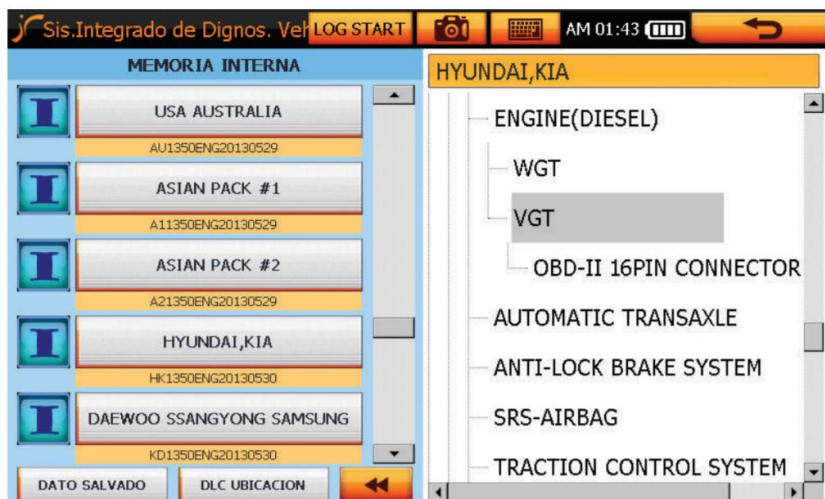 Sis.Integrado de Dignos. Veh
LOG START
AM 01:43
MEMORIA INTERNA
USA AUSTRALIA
AU1350ENG20130529
ASIAN PACK #1
A11350ENG20130529
ASIAN PACK #2
A21350ENG20130529
HYUNDAI,KIA
HK1350ENG20130530
DAEWOO SSANGYONG SAMSUNG
KD1350ENG20130530
DATO SALVADO
DLC UBICACION
HYUNDAI,KIA
ENGINE(DIESEL)
WGT
VGT
OBD-II 16PIN CONNECTOR
AUTOMATIC TRANSAXLE
ANTI-LOCK BRAKE SYSTEM
SRS-AIRBAG
TRACTION CONTROL SYSTEM